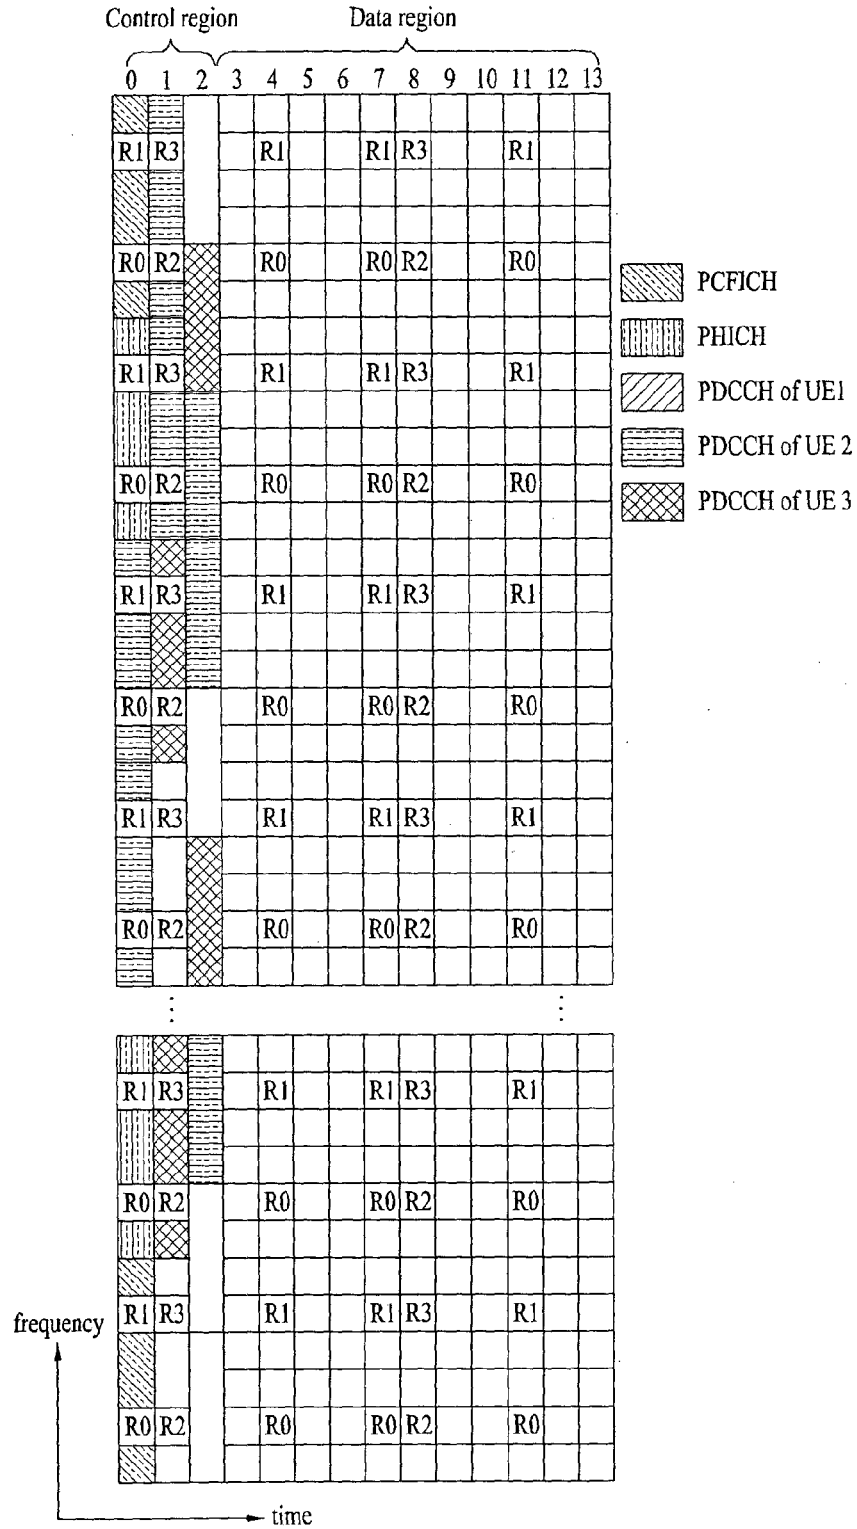 Control region Data region
0 1 2 3 4 5 6 7 8 9 10 11 12 13
R1 R3 R1 R1 R3 R1
R0 R2 R0 R0 R2 R0
PCFICH
PHICH
R1 R3 R1 R1 R3 R1
PDCCH of UE1
PDCCH of UE 2
R0 R2 R0 R0 R2 R0
PDCCH of UE 3
R1 R3 R1 R1 R3 R1
R0 R2 R0 R0 R2 R0
R1 R3 R1 R1 R3 R1
R0 R2 R0 R0 R2 R0
R1 R3 R1 R1 R3 R1
R0 R2 R0 R0 R2 R0
R1 R3 R1 R1 R3 R1
frequency
R0 R2 R0 R0 R2 R0
time